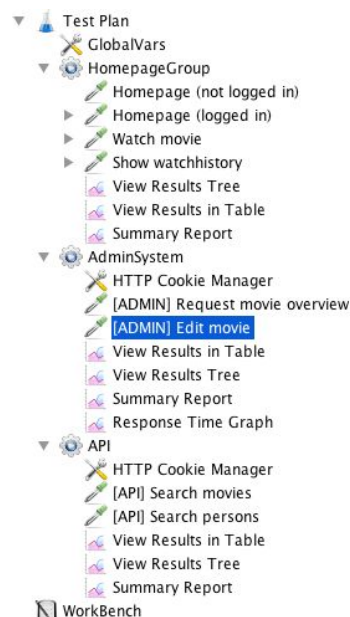 Test Plan
GlobalVars
HomepageGroup
Homepage (not logged in)
Homepage (logged in)
Watch movie
Show watchhistory
View Results Tree
View Results in Table
Summary Report
AdminSystem
HTTP Cookie Manager
[ADMIN] Request movie overview
[ADMIN] Edit movie
View Results in Table
View Results Tree
Summary Report
Response Time Graph
API
HTTP Cookie Manager
[API] Search movies
[API] Search persons
View Results in Table
View Results Tree
Summary Report
WorkBench